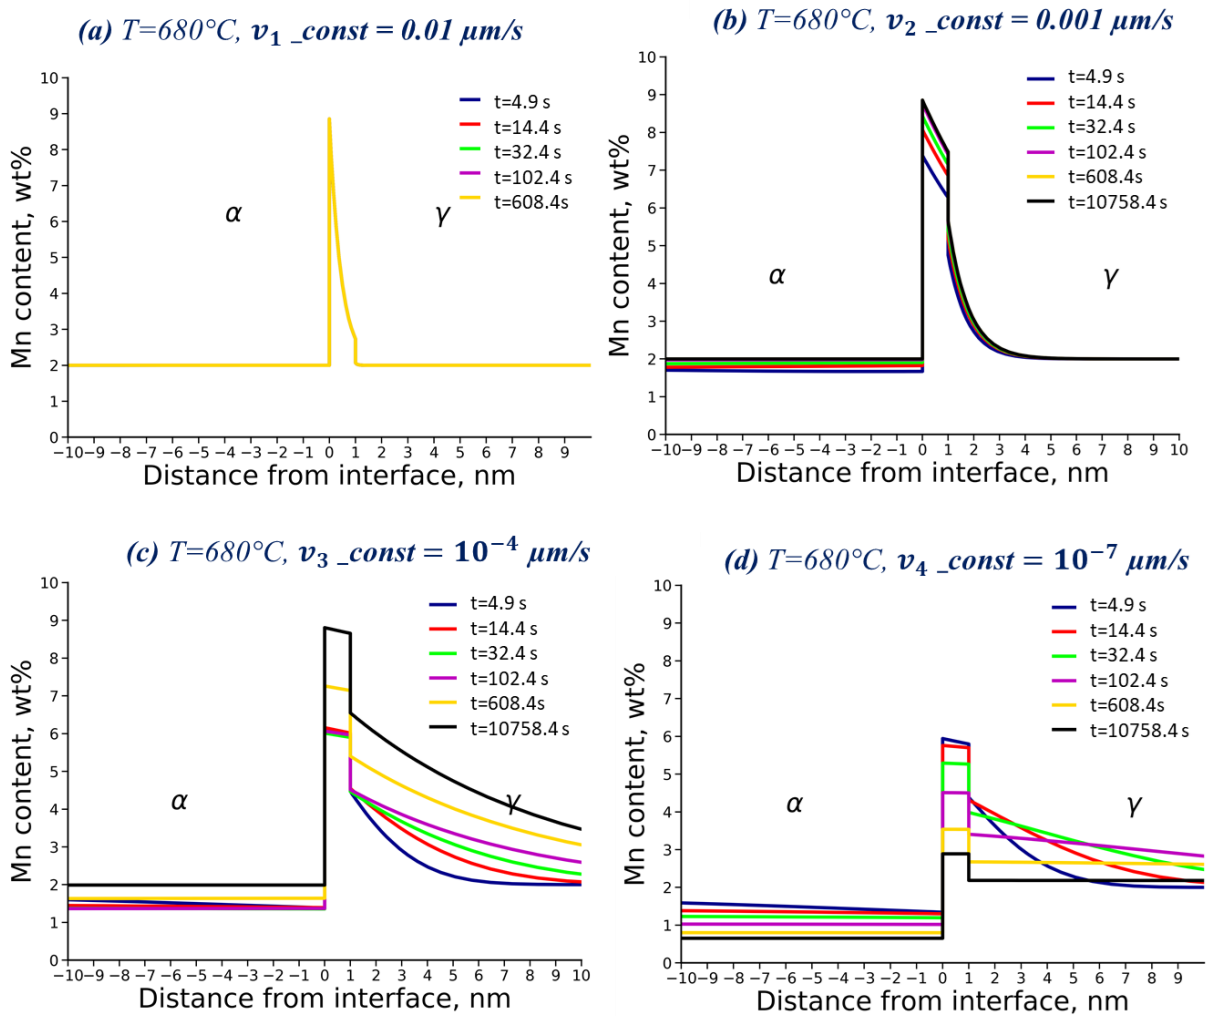 (a) T=680°C, v₁ _const = 0.01 μm/s
10
9
8
7
6
5
4
3
2
1
0
Mn content, wt%
t=4.9 s
t=14.4 s
t=32.4 s
t=102.4 s
t=608.4s
α
γ
−10−9 −8 −7 −6 −5 −4 −3 −2 −1 0 1 2 3 4 5 6 7 8 9
Distance from interface, nm
(b) T=680°C, v₂ _const = 0.001 μm/s
10
9
8
7
6
5
4
3
2
1
0
Mn content, wt%
t=4.9 s
t=14.4 s
t=32.4 s
t=102.4 s
t=608.4 s
t=10758.4 s
α
γ
−10−9 −8 −7 −6 −5 −4 −3 −2 −1 0 1 2 3 4 5 6 7 8 9 10
Distance from interface, nm
(c) T=680°C, v₃ _const = 10⁻⁴ μm/s
10
9
8
7
6
5
4
3
2
1
0
Mn content, wt%
t=4.9 s
t=14.4 s
t=32.4 s
t=102.4 s
t=608.4 s
t=10758.4 s
α
γ
−10−9 −8 −7 −6 −5 −4 −3 −2 −1 0 1 2 3 4 5 6 7 8 9 10
Distance from interface, nm
(d) T=680°C, v₄ _const = 10⁻⁷ μm/s
10
9
8
7
6
5
4
3
2
1
0
Mn content, wt%
t=4.9 s
t=14.4 s
t=32.4 s
t=102.4 s
t=608.4 s
t=10758.4 s
α
γ
−10−9 −8 −7 −6 −5 −4 −3 −2 −1 0 1 2 3 4 5 6 7 8 9
Distance from interface, nm